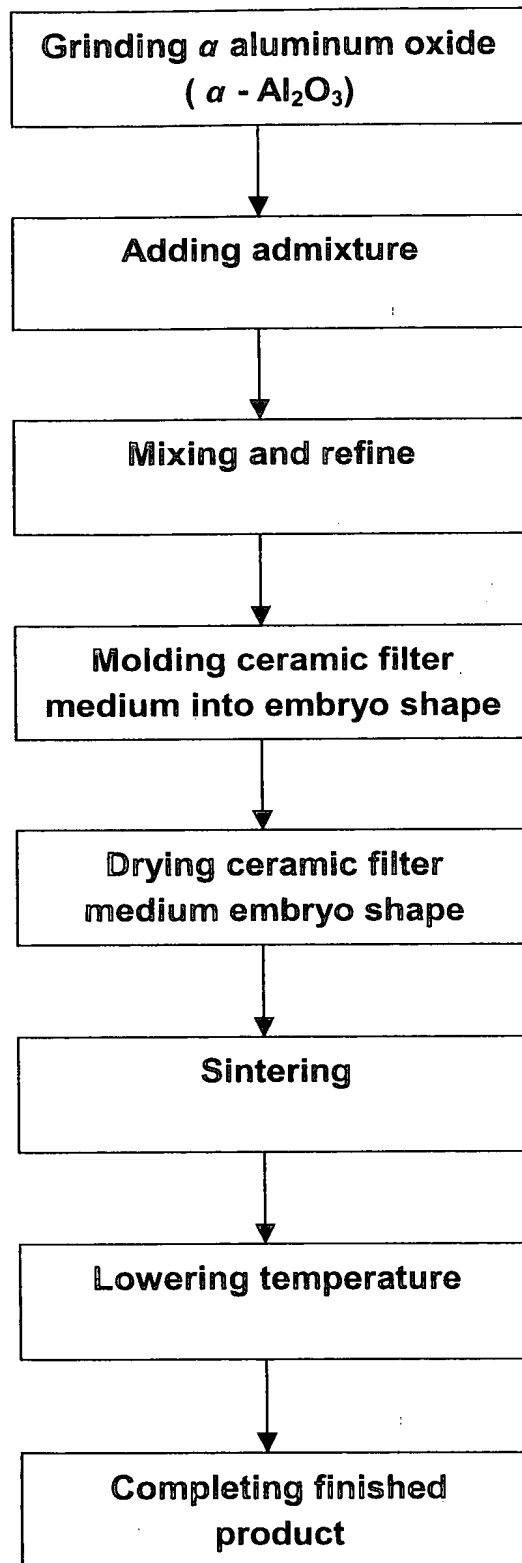 Grinding α aluminum oxide
( α - Al₂O₃)
Adding admixture
Mixing and refine
Molding ceramic filter
medium into embryo shape
Drying ceramic filter
medium embryo shape
Sintering
Lowering temperature
Completing finished
product